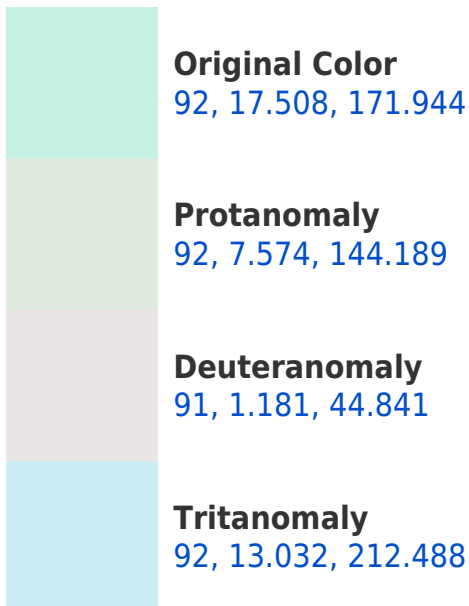 Original Color
92, 17.508, 171.944
Protanomaly
92, 7.574, 144.189
Deuteranomaly
91, 1.181, 44.841
Tritanomaly
92, 13.032, 212.488